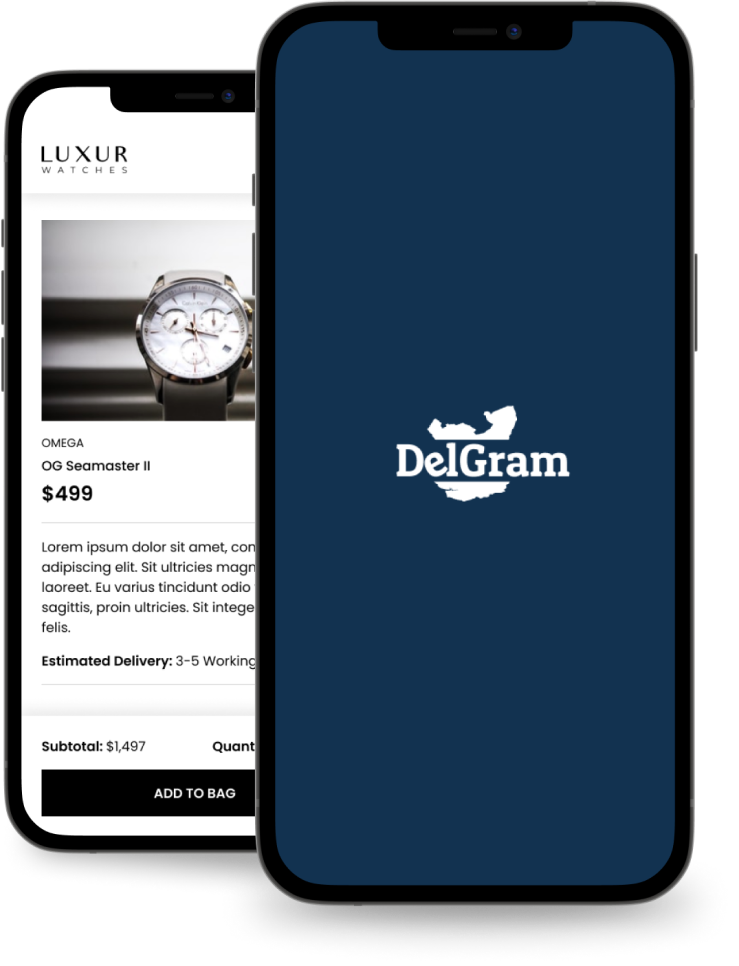 LUXUR
WATCHES
OMEGA
OG Seamaster II
$499
Lorem ipsum dolor sit amet, con
adipiscing elit. Sit ultricies magn
laoreet. Eu varius tincidunt odio
sagittis, proin ultricies. Sit intege
felis.
Estimated Delivery: 3-5 Working
Subtotal: $1,497 Quant
ADD TO BAG
DelGram